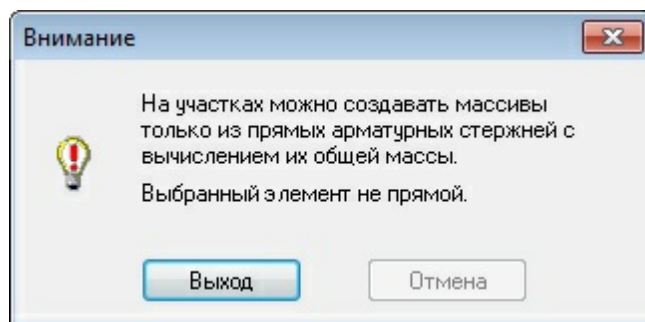 Внимание
На участках можно создавать массивы
только из прямых арматурных стержней с
вычислением их общей массы.
Выбранный элемент не прямой.
Выход
Отмена